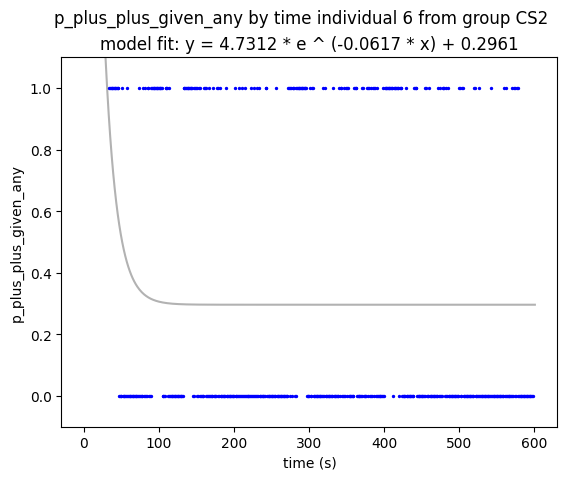 p_plus_plus_given_any by time individual 6 from group CS2
model fit: y = 4.7312 * e ^ (-0.0617 * x) + 0.2961
1.0
0.8
0.6
0.4
0.2
0.0
p_plus_plus_given_any
0 100 200 300 400 500 600
time (s)